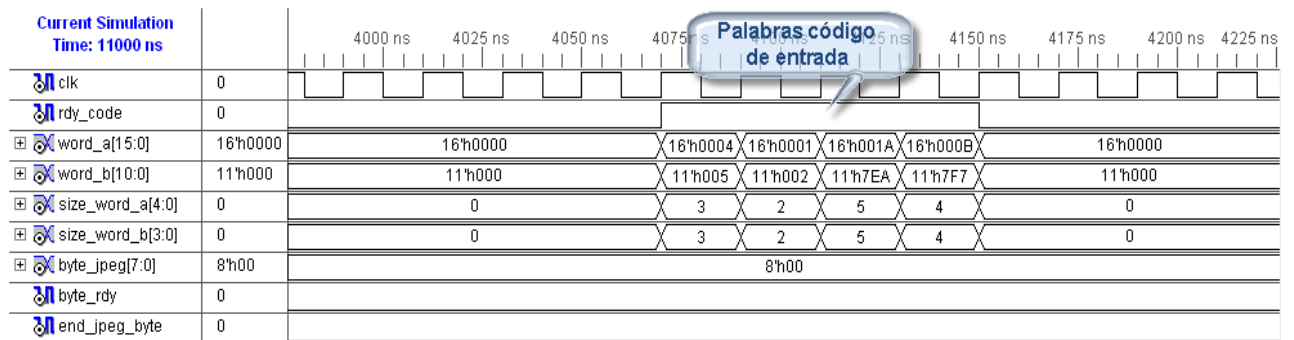 Current Simulation
Time: 11000 ns
4000 ns 4025 ns 4050 ns 4075 ns 4150 ns 4175 ns 4200 ns 4225 ns
Palabras código
de entrada
clk 0
rdy_code 0
word_a[15:0] 16'h0000 16'h0000 16'h0004 16'h0001 16'h001A 16'h000B 16'h0000
word_b[10:0] 11'h000 11'h000 11'h005 11'h002 11'h7EA 11'h7F7 11'h000
size_word_a[4:0] 0 0 3 2 5 4 0
size_word_b[3:0] 0 0 3 2 5 4 0
byte_jpeg[7:0] 8'h00 8'h00
byte_rdy 0
end_jpeg_byte 0